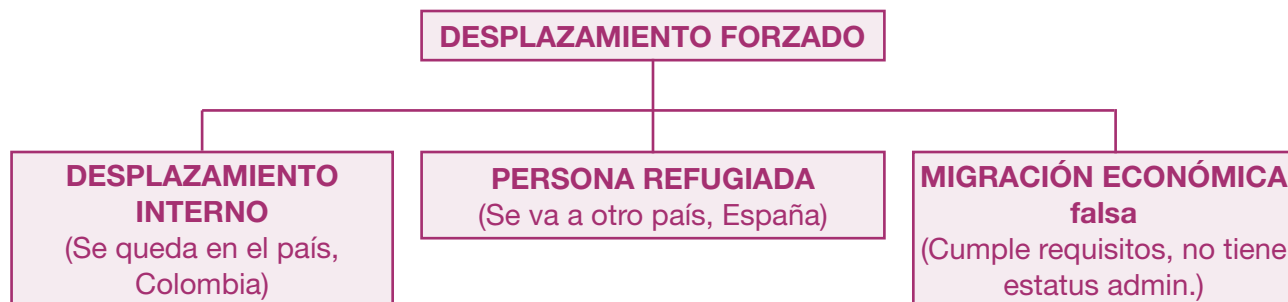 DESPLAZAMIENTO FORZADO
DESPLAZAMIENTO
INTERNO
(Se queda en el país,
Colombia)
PERSONA REFUGIADA
(Se va a otro país, España)
MIGRACIÓN ECONÓMICA
falsa
(Cumple requisitos, no tiene
estatus admin.)